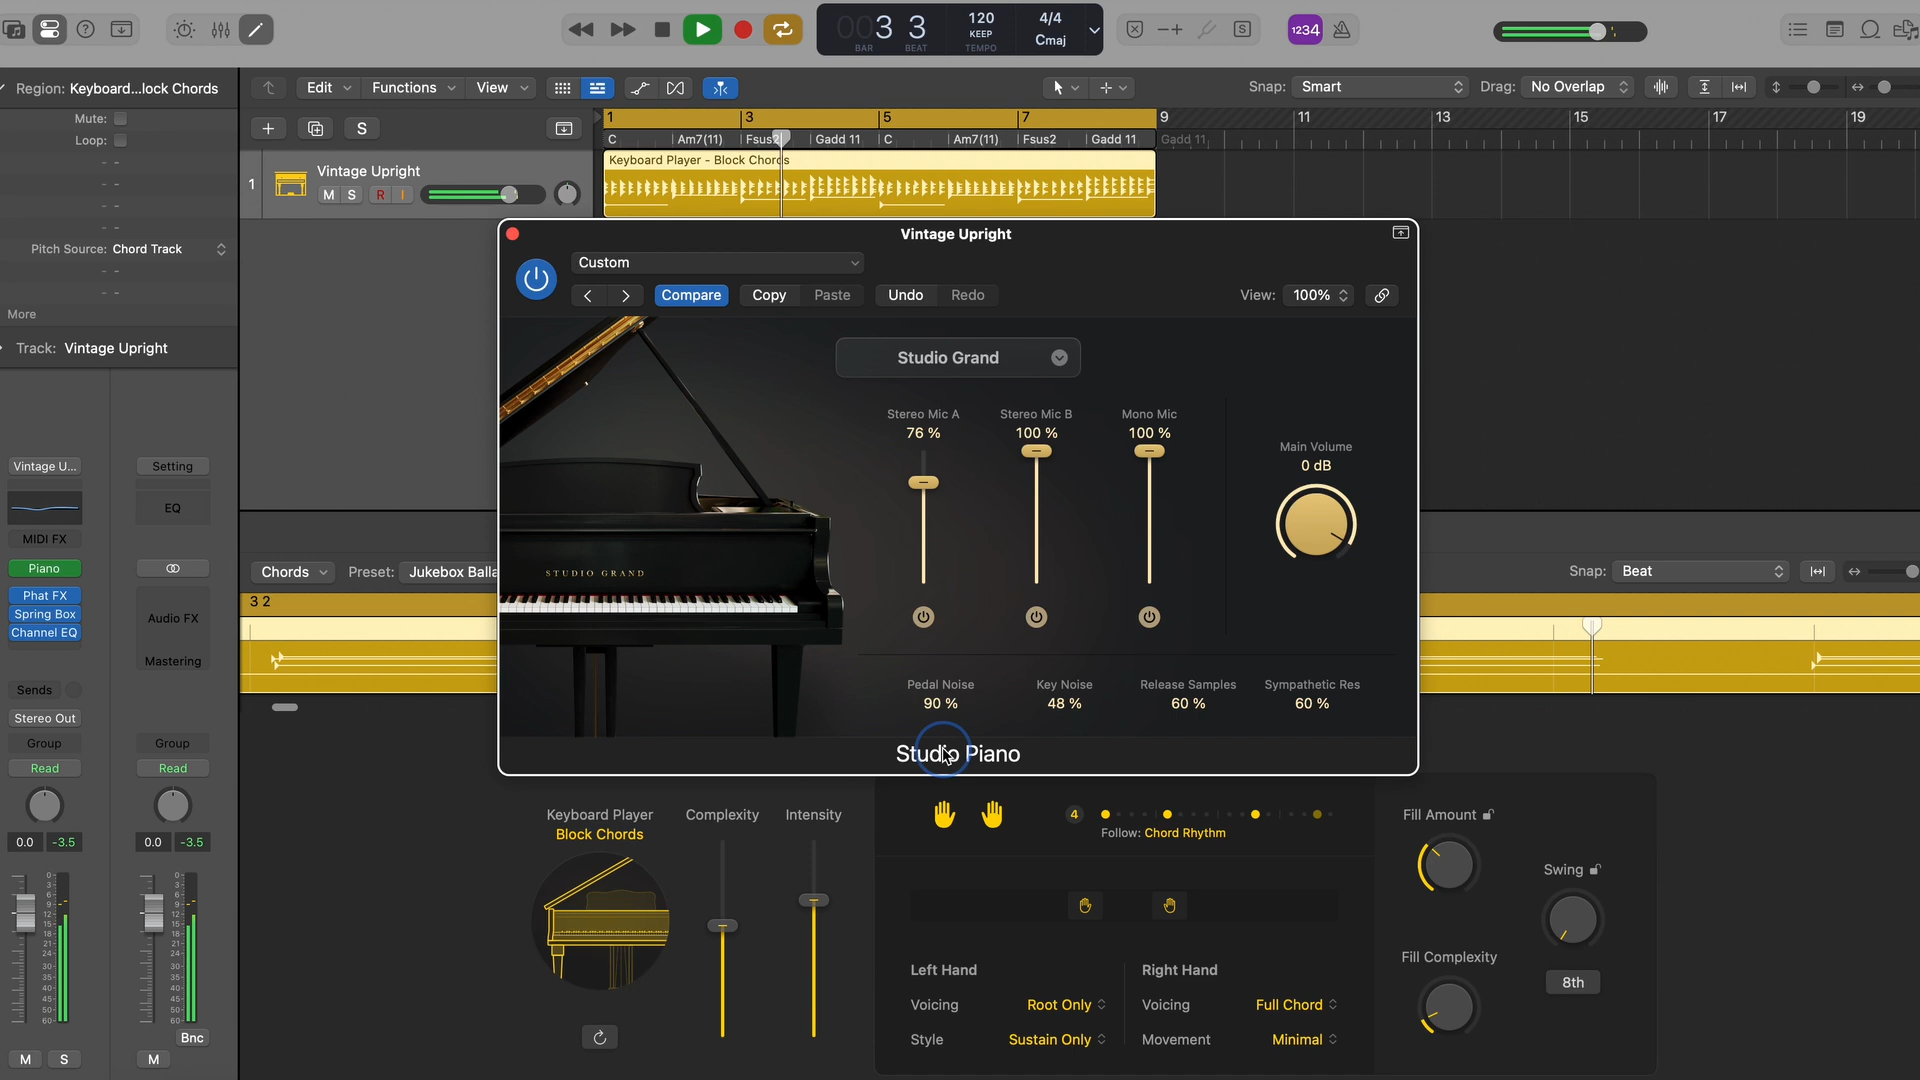 3 3
BAR BEAT
120
KEEP
TEMPO
4/4
Cmaj
S
1234
Region: Keyboard...lock Chords
Mute:
Loop:
Pitch Source: Chord Track
More
Track: Vintage Upright
Edit Functions View
Snap: Smart
Drag: No Overlap
S
1 3 5 7 9 11 13 15 17 19
C Am7(11) Fsus2 Gadd 11 C Am7(11) Fsus2 Gadd 11 Gadd 11
1
Vintage Upright
M S R I
Keyboard Player - Block Chords
Vintage Upright
Custom
Compare Copy Paste Undo Redo
View: 100%
Studio Grand
Stereo Mic A Stereo Mic B Mono Mic
76 % 100 % 100 %
Main Volume
0 dB
STUDIO GRAND
Pedal Noise Key Noise Release Samples Sympathetic Res
90 % 48 % 60 % 60 %
Studio Piano
Vintage U... Setting
EQ
MIDI FX
Piano
Phat FX
Spring Box
Channel EQ
Audio FX
Mastering
Sends
Stereo Out
Group Group
Read Read
0.0 -3.5 0.0 -3.5
Bnc
M S M
Chords Preset: Jukebox Balla
Snap: Beat
3 2
Keyboard Player
Block Chords
Complexity Intensity
4
Follow: Chord Rhythm
Left Hand Right Hand
Voicing Root Only Voicing Full Chord
Style Sustain Only Movement Minimal
Fill Amount
Swing
Fill Complexity
8th